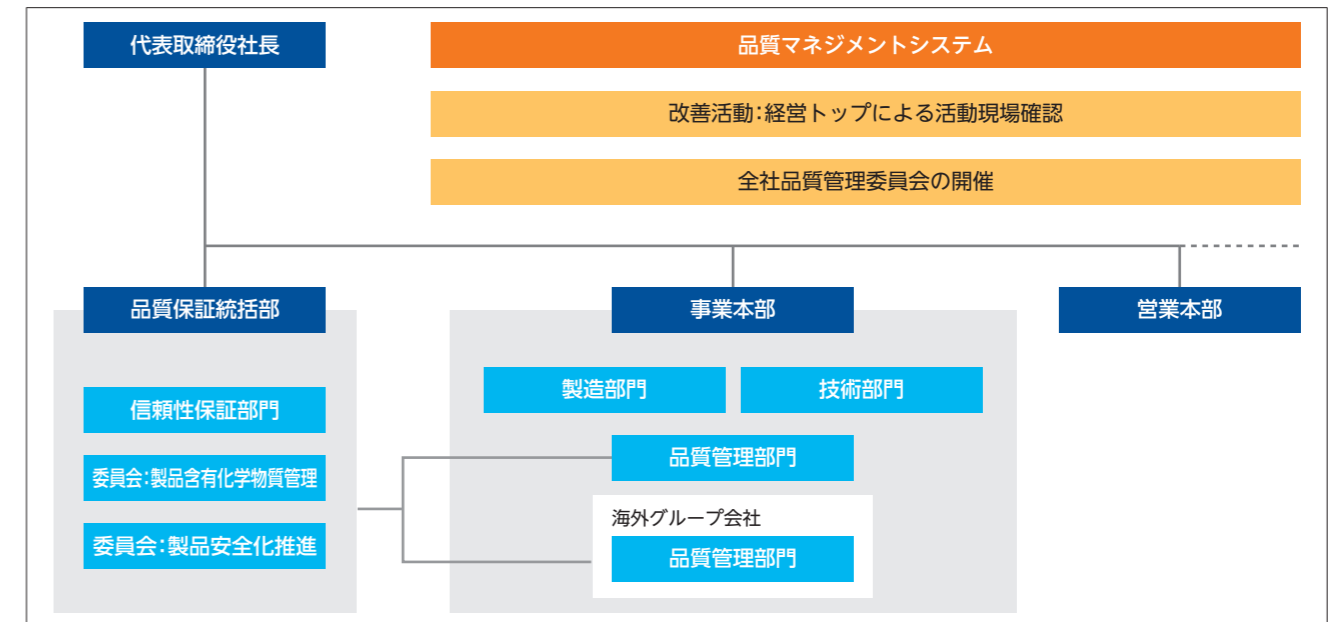 代表取締役社長
品質マネジメントシステム
改善活動:経営トップによる活動現場確認
全社品質管理委員会の開催
品質保証統括部
事業本部
営業本部
信頼性保証部門
委員会:製品含有化学物質管理
委員会:製品安全化推進
製造部門
技術部門
品質管理部門
海外グループ会社
品質管理部門